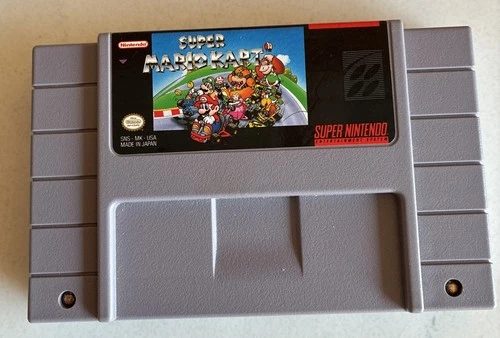 Nintendo
SUPER
MARIO KART
SNS - MK - USA
MADE IN JAPAN
SUPER NINTENDO
ENTERTAINMENT SYSTEM